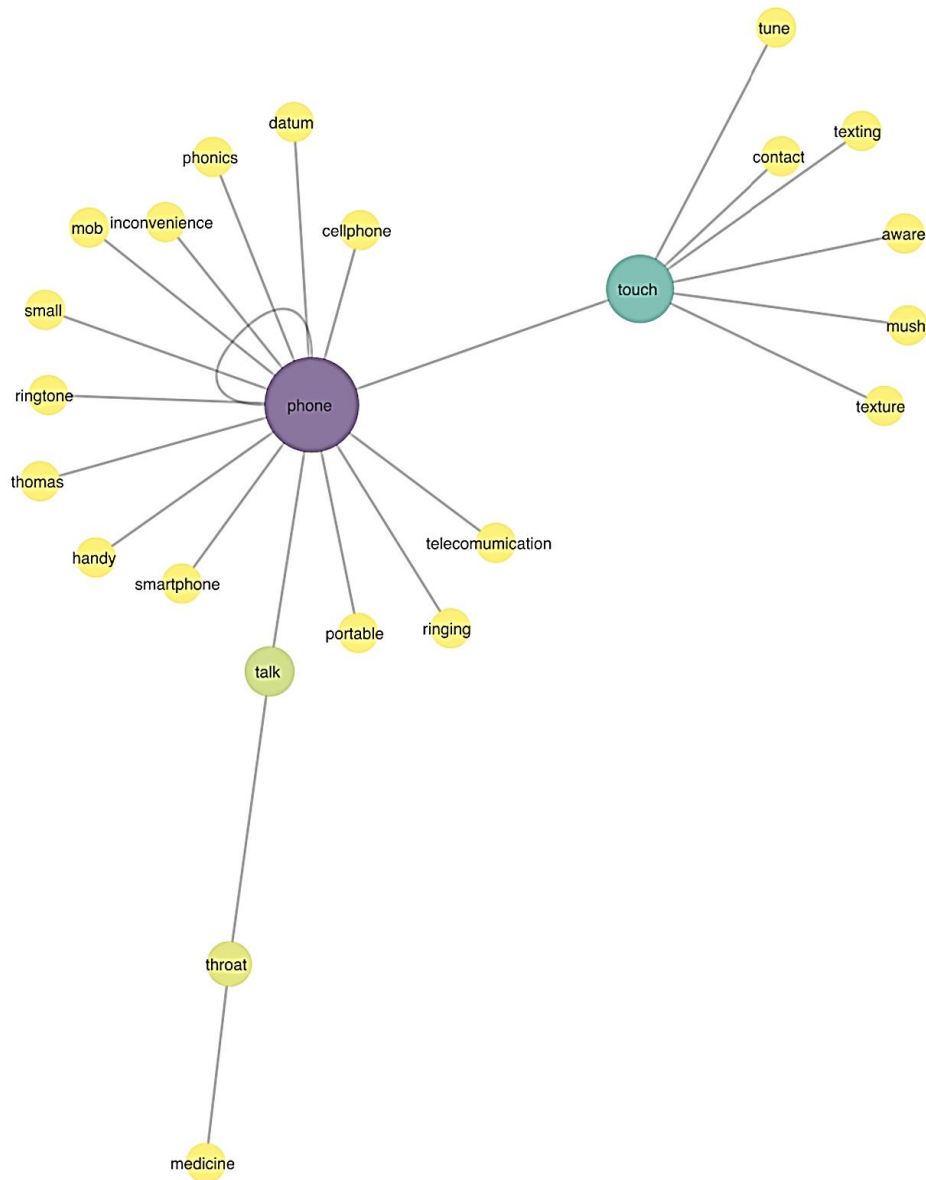 tune
datum
texting
phonics
contact
mob
inconvenience
cellphone
aware
touch
small
mush
ringtone
phone
texture
thomas
telecomumication
handy
smartphone
portable
ringing
talk
throat
medicine